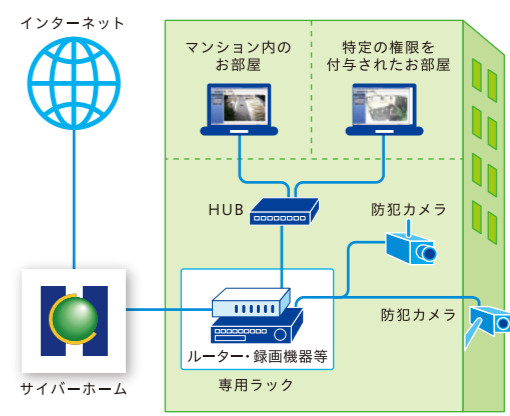 インターネット
マンション内の
お部屋
特定の権限を
付与されたお部屋
HUB
防犯カメラ
防犯カメラ
ルーター・録画機器等
専用ラック
サイバーホーム